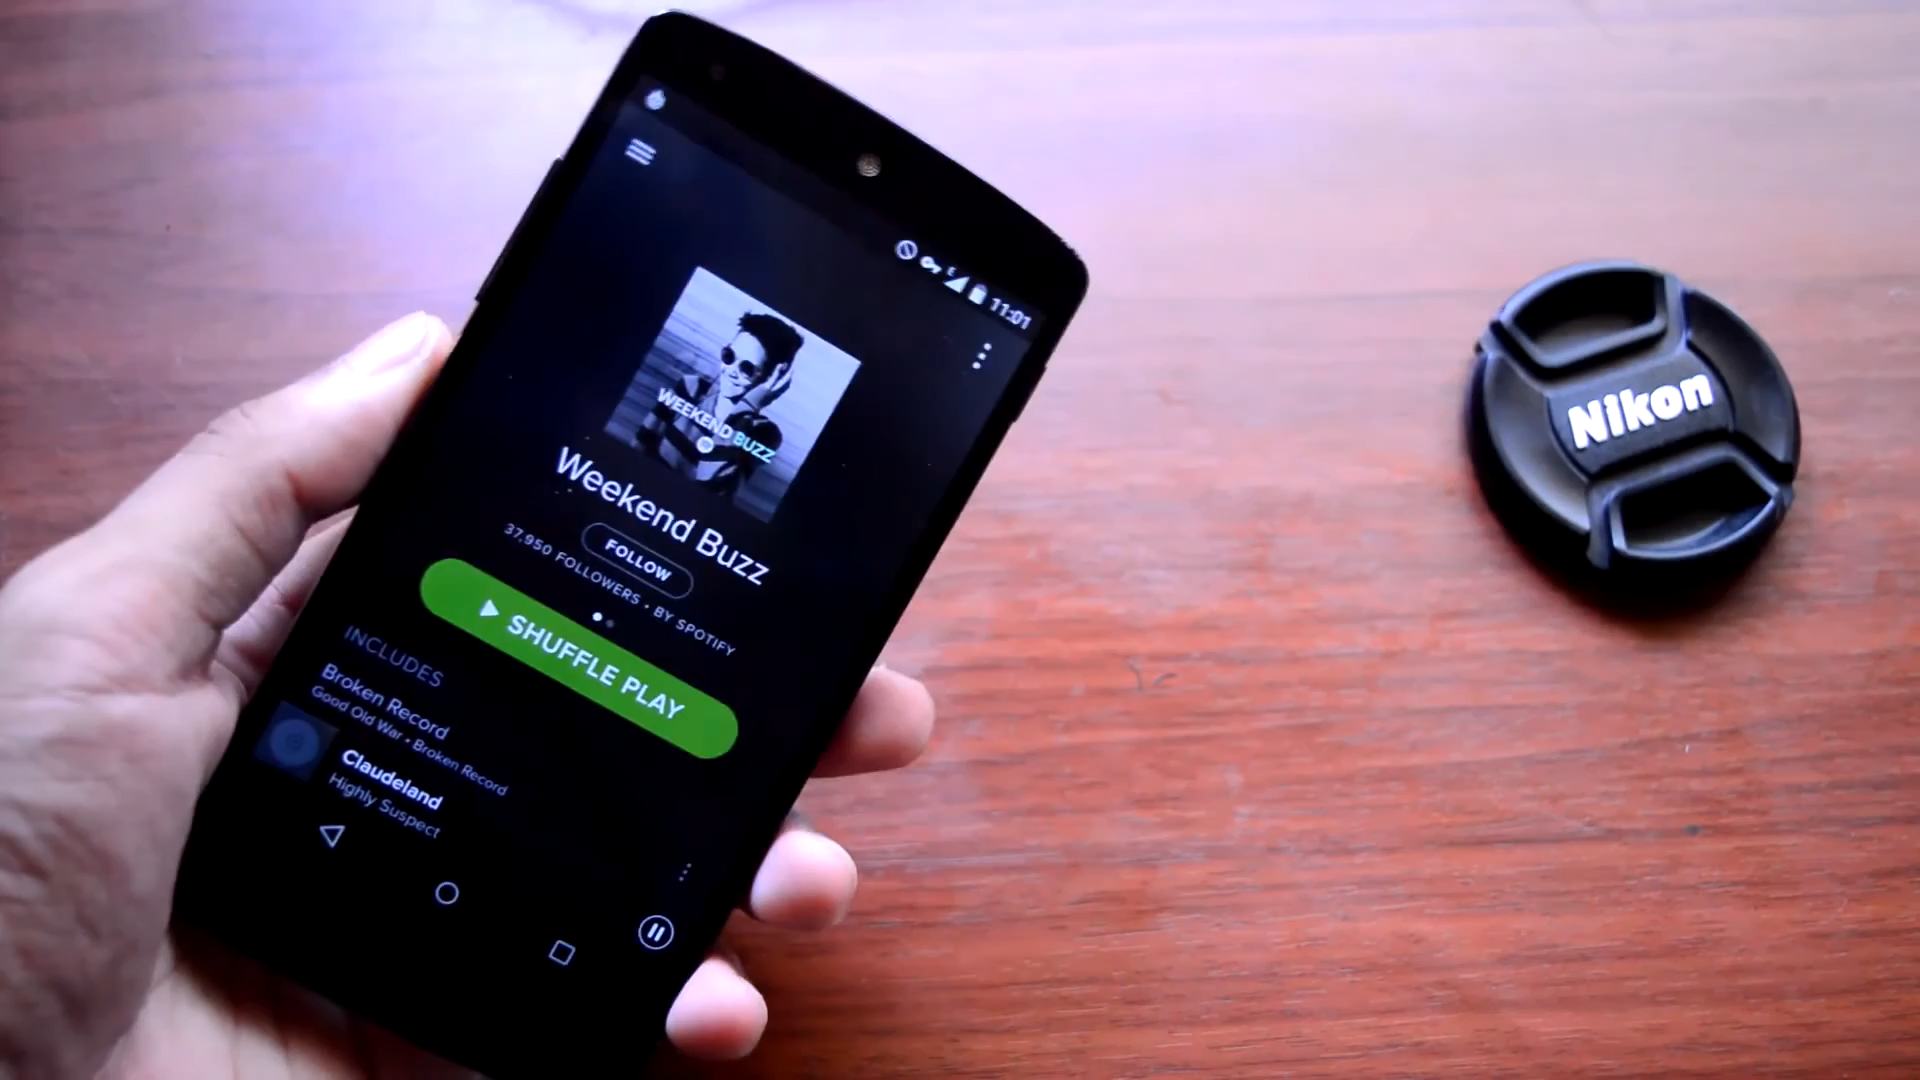 E
11:01
WEEKEND BUZZ
Weekend Buzz
FOLLOW
37,950 FOLLOWERS • BY SPOTIFY
SHUFFLE PLAY
INCLUDES
Broken Record
Good Old War • Broken Record
Claudeland
Highly Suspect
Nikon